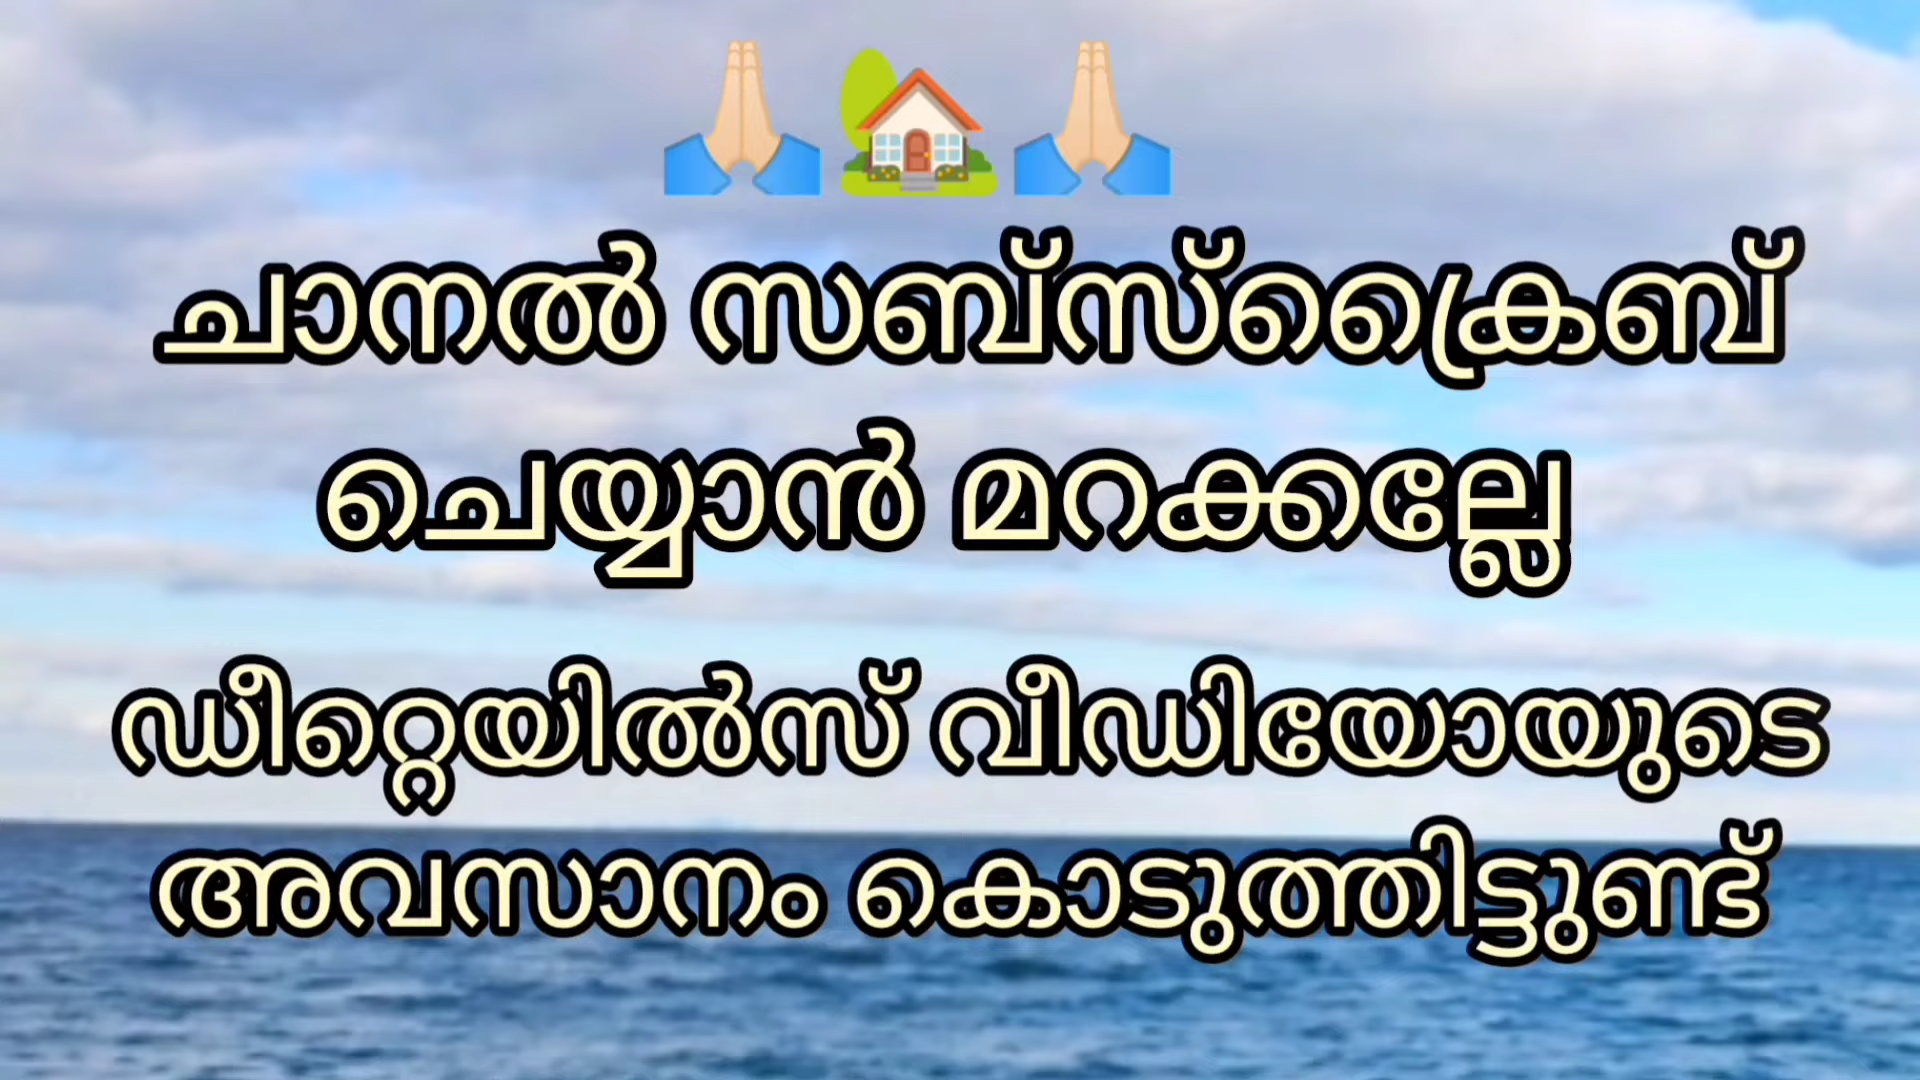 🙏🏻🏡🙏🏻
ചാനൽ സബ്സ്ക്രൈബ്
ചെയ്യാൻ മറക്കല്ലേ
ഡീറ്റെയിൽസ് വീഡിയോയുടെ
അവസാനം കൊടുത്തിട്ടുണ്ട്